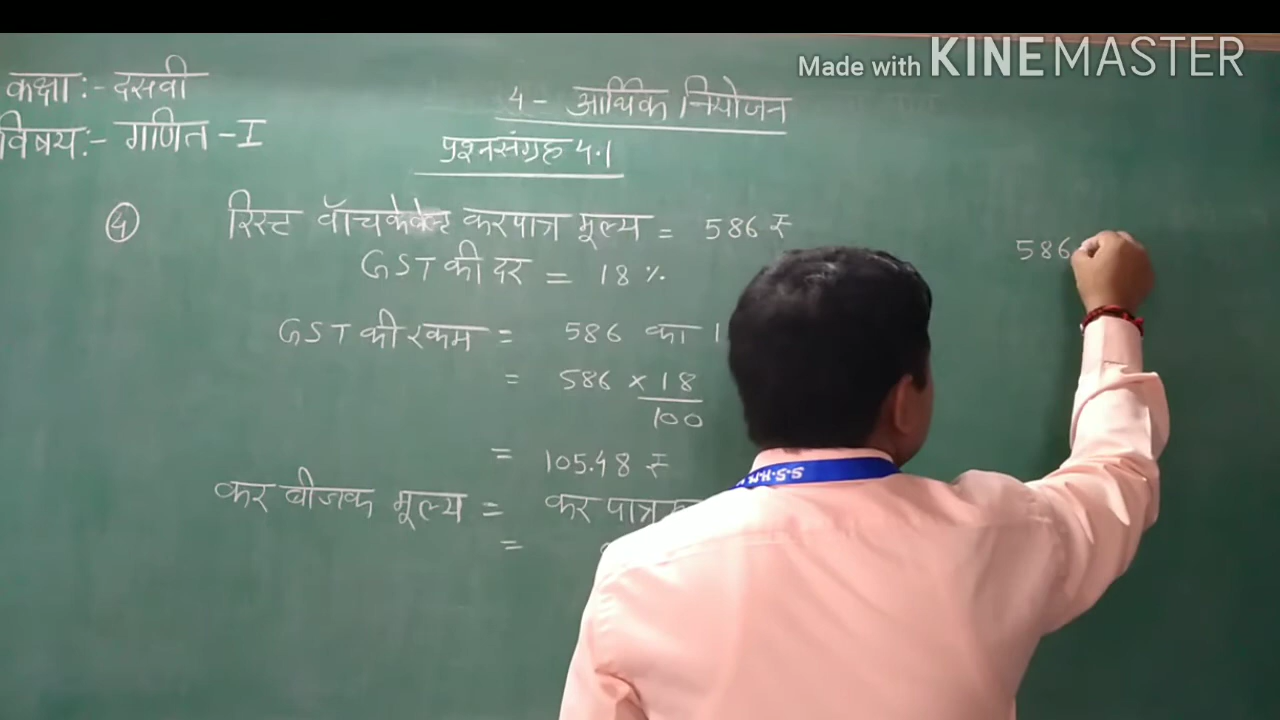 Made with KINEMASTER
कक्षा :- दसवी
विषय:- गणित - I
4 - आर्थिक नियोजन
प्रश्नसंग्रह 4.1
(4) रिस्ट वॉच के बेल्ट करपात्र मूल्य = 586 ₹
GST की दर = 18 %
GST की रकम = 586 का
= 586 × 18
100
= 105.48 ₹
कर बीजक मूल्य = कर पात्र
=
586
S.S.H.